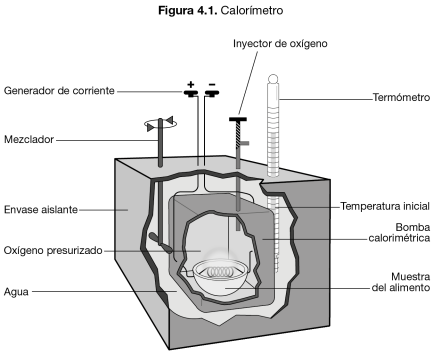 Figura 4.1. Calorímetro
Inyector de oxígeno
Generador de corriente
+ −
Termómetro
Mezclador
Envase aislante
Temperatura inicial
Bomba
calorimétrica
Oxígeno presurizado
Muestra
del alimento
Agua